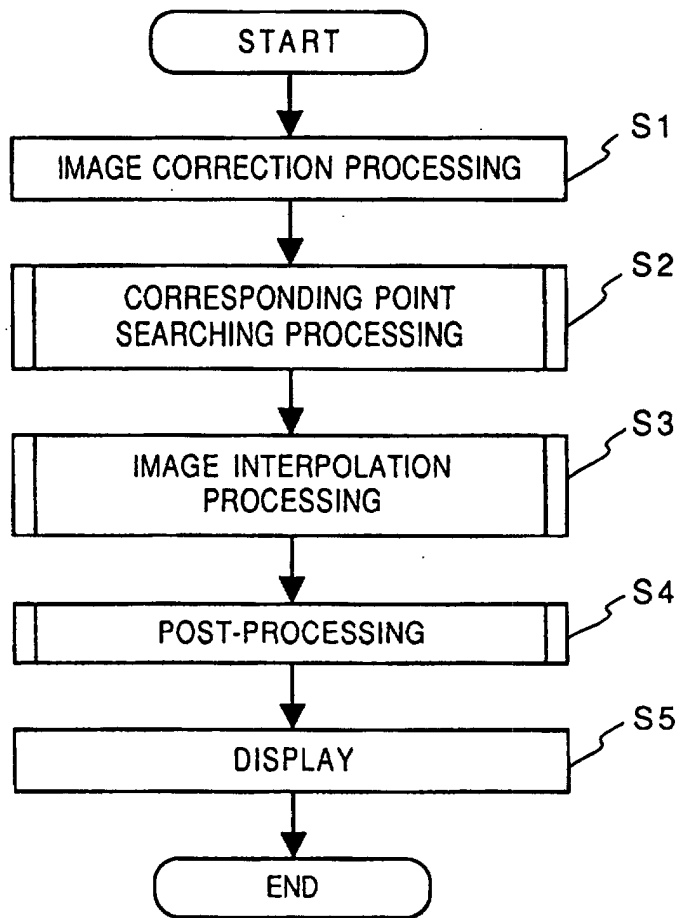 START
S1
IMAGE CORRECTION PROCESSING
S2
CORRESPONDING POINT
SEARCHING PROCESSING
S3
IMAGE INTERPOLATION
PROCESSING
S4
POST-PROCESSING
S5
DISPLAY
END